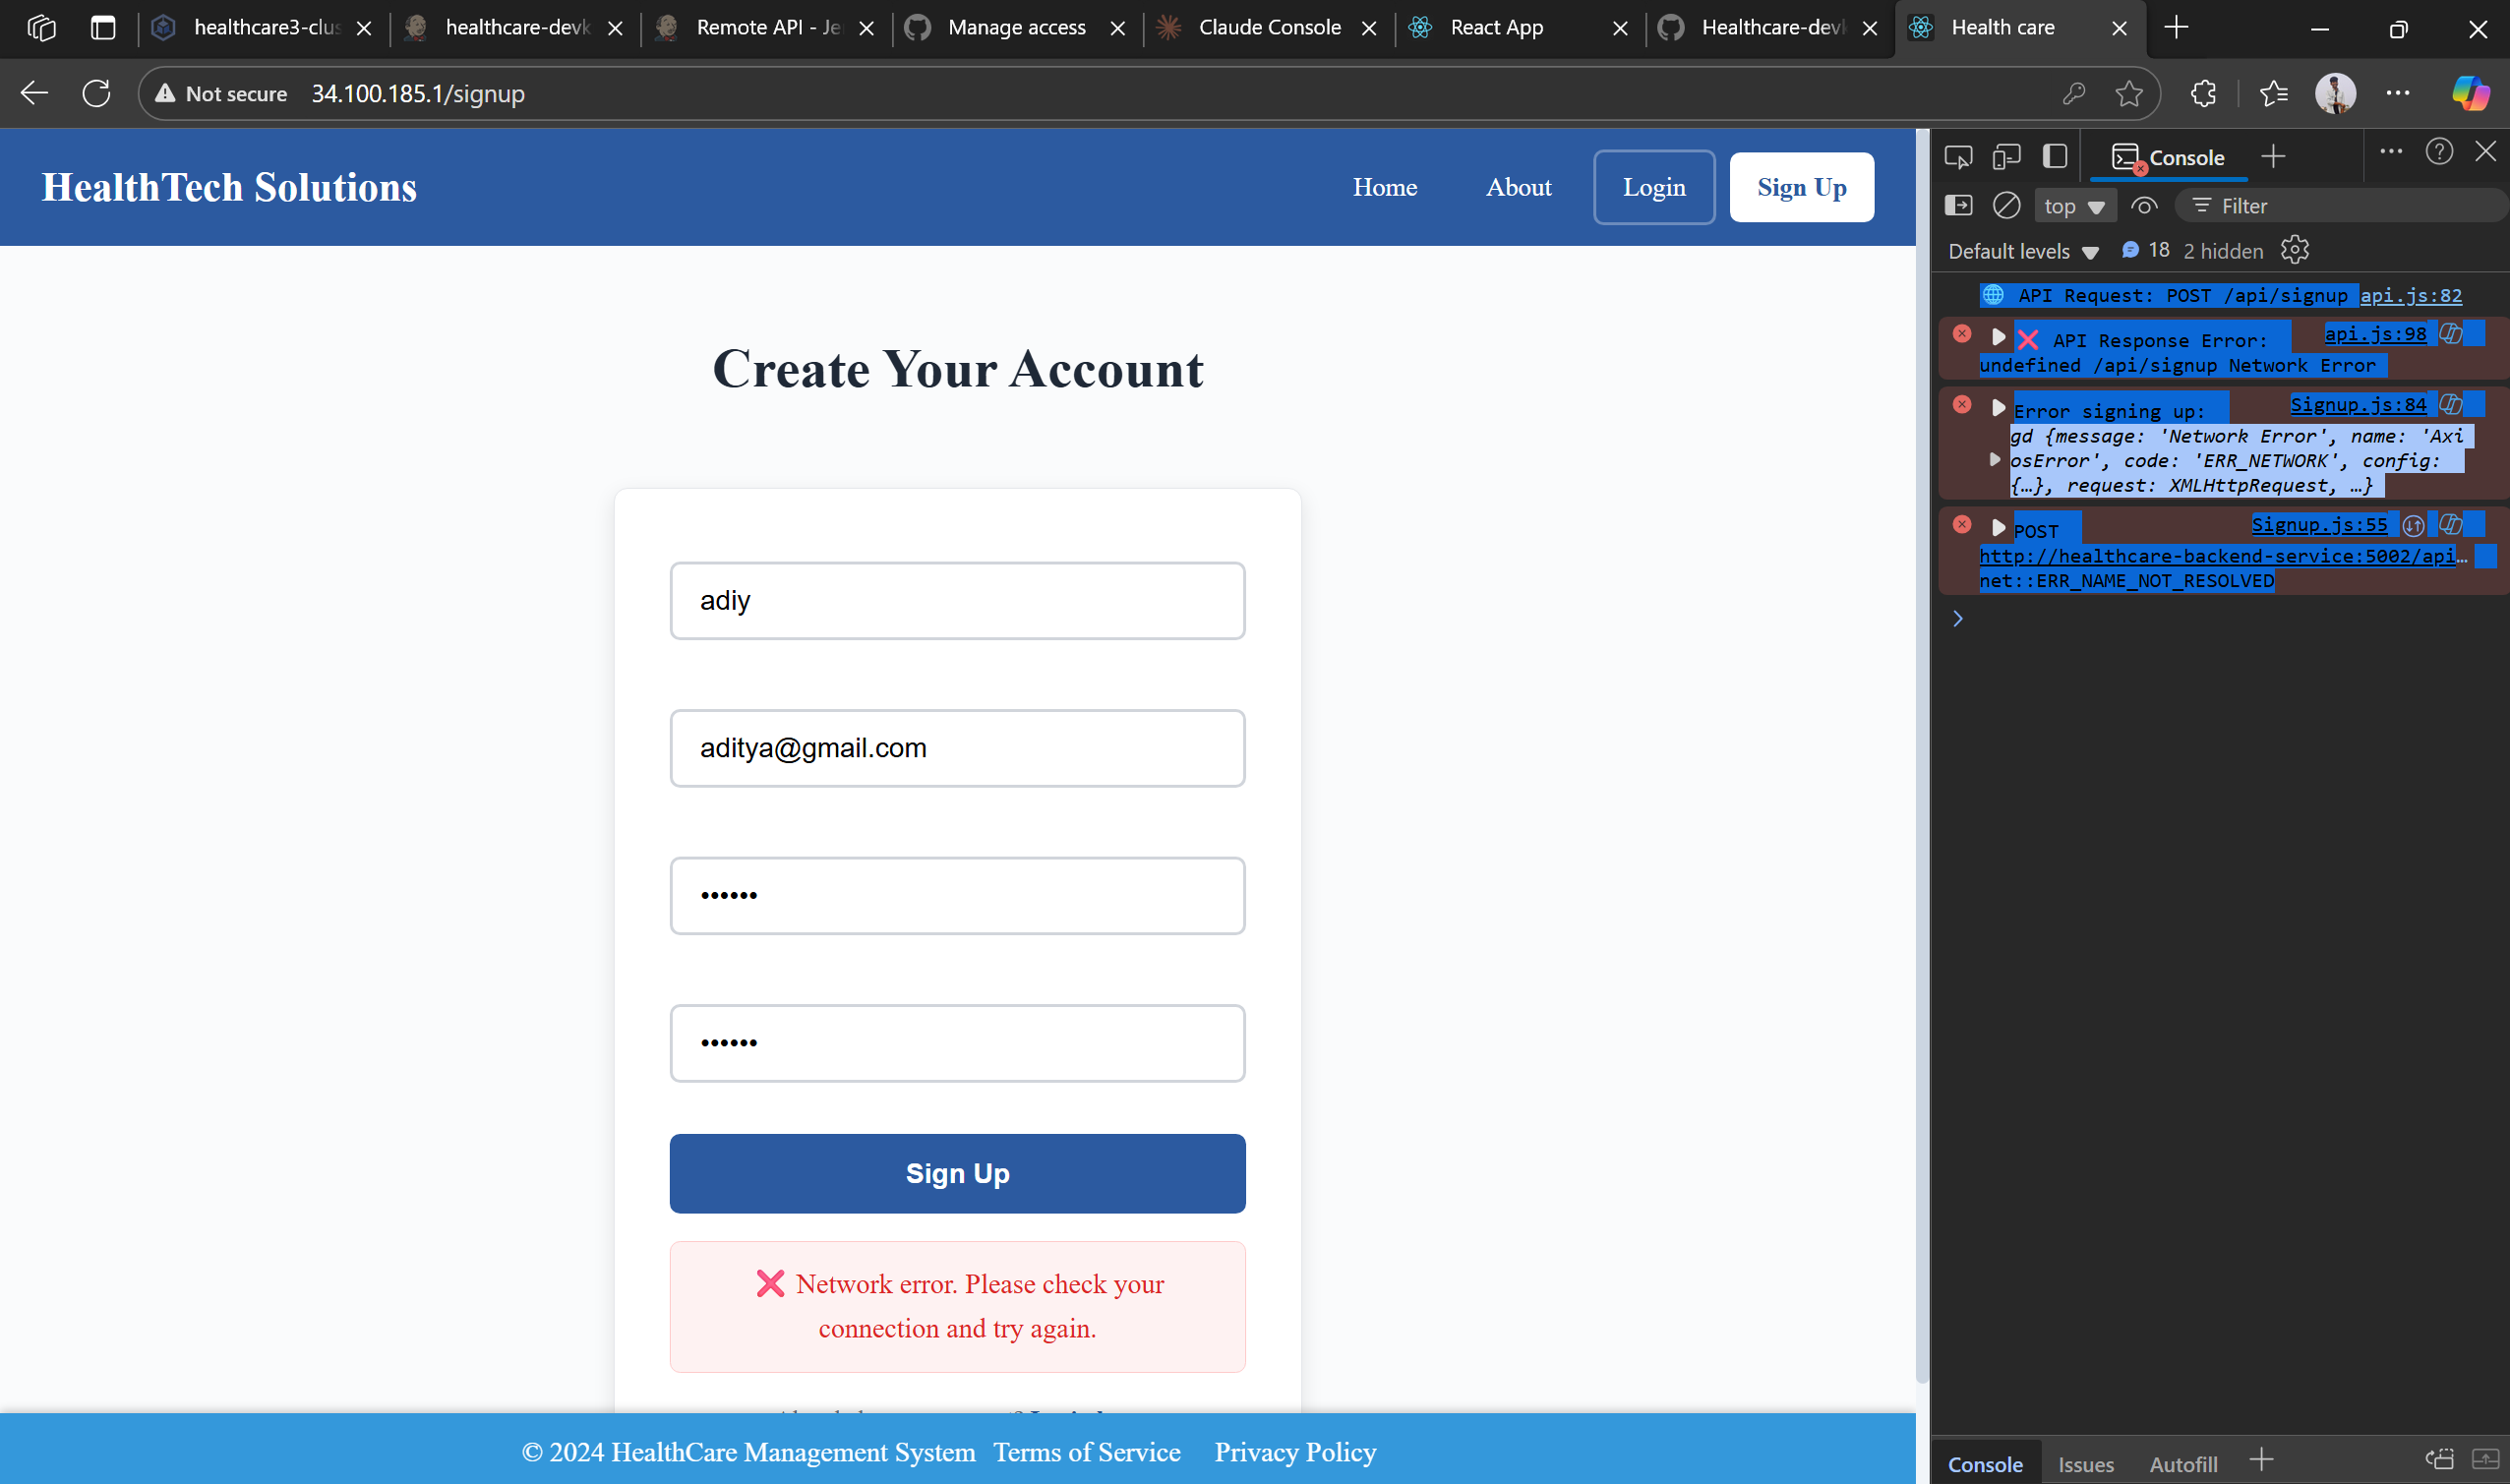 healthcare3-clus
healthcare-devk
Remote API - Je
Manage access
Claude Console
React App
Healthcare-devk
Health care
Not secure 34.100.185.1/signup
HealthTech Solutions
Home
About
Login
Sign Up
Create Your Account
adiy
aditya@gmail.com
••••••
••••••
Sign Up
❌ Network error. Please check your
connection and try again.
© 2024 HealthCare Management System Terms of Service Privacy Policy
Console
top
Filter
Default levels 18 2 hidden
🌐 API Request: POST /api/signup api.js:82
❌ API Response Error: api.js:98
undefined /api/signup Network Error
Error signing up: Signup.js:84
gd {message: 'Network Error', name: 'Axi
osError', code: 'ERR_NETWORK', config:
{…}, request: XMLHttpRequest, …}
POST Signup.js:55
http://healthcare-backend-service:5002/api…
net::ERR_NAME_NOT_RESOLVED
Console Issues Autofill